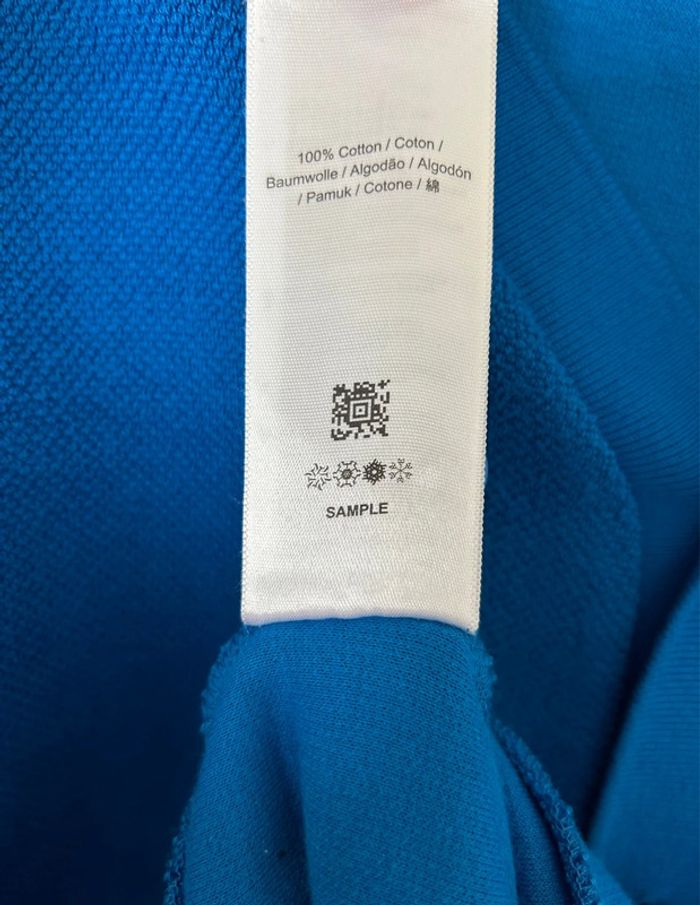 100% Cotton / Coton /
Baumwolle / Algodão / Algodón
/ Pamuk / Cotone / 綿
SAMPLE